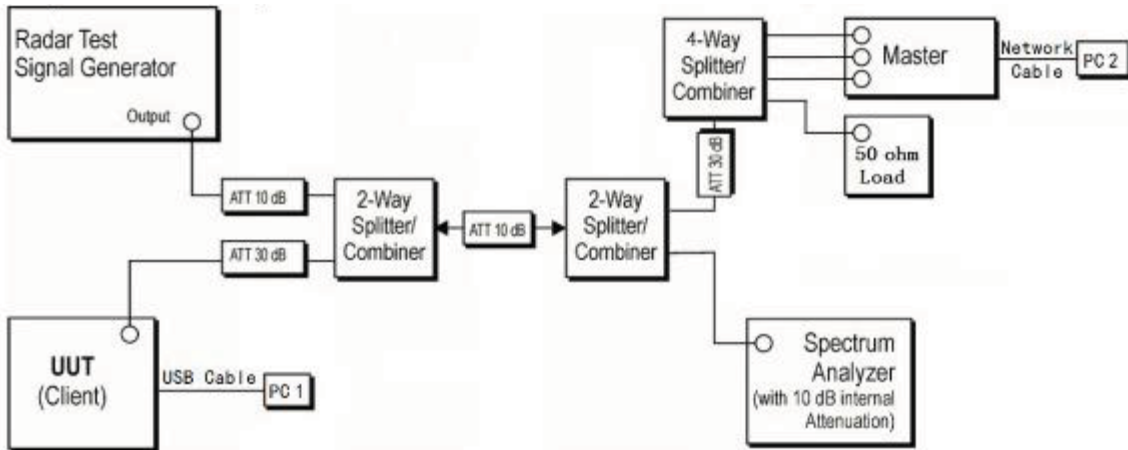 Radar Test
Signal Generator
Output
4-Way
Splitter/
Combiner
Master
Network
Cable
PC 2
50 ohm
Load
ATT 30 dB
ATT 10 dB
2-Way
Splitter/
Combiner
ATT 10 dB
2-Way
Splitter/
Combiner
ATT 30 dB
UUT
(Client)
USB Cable
PC 1
Spectrum
Analyzer
(with 10 dB internal
Attenuation)